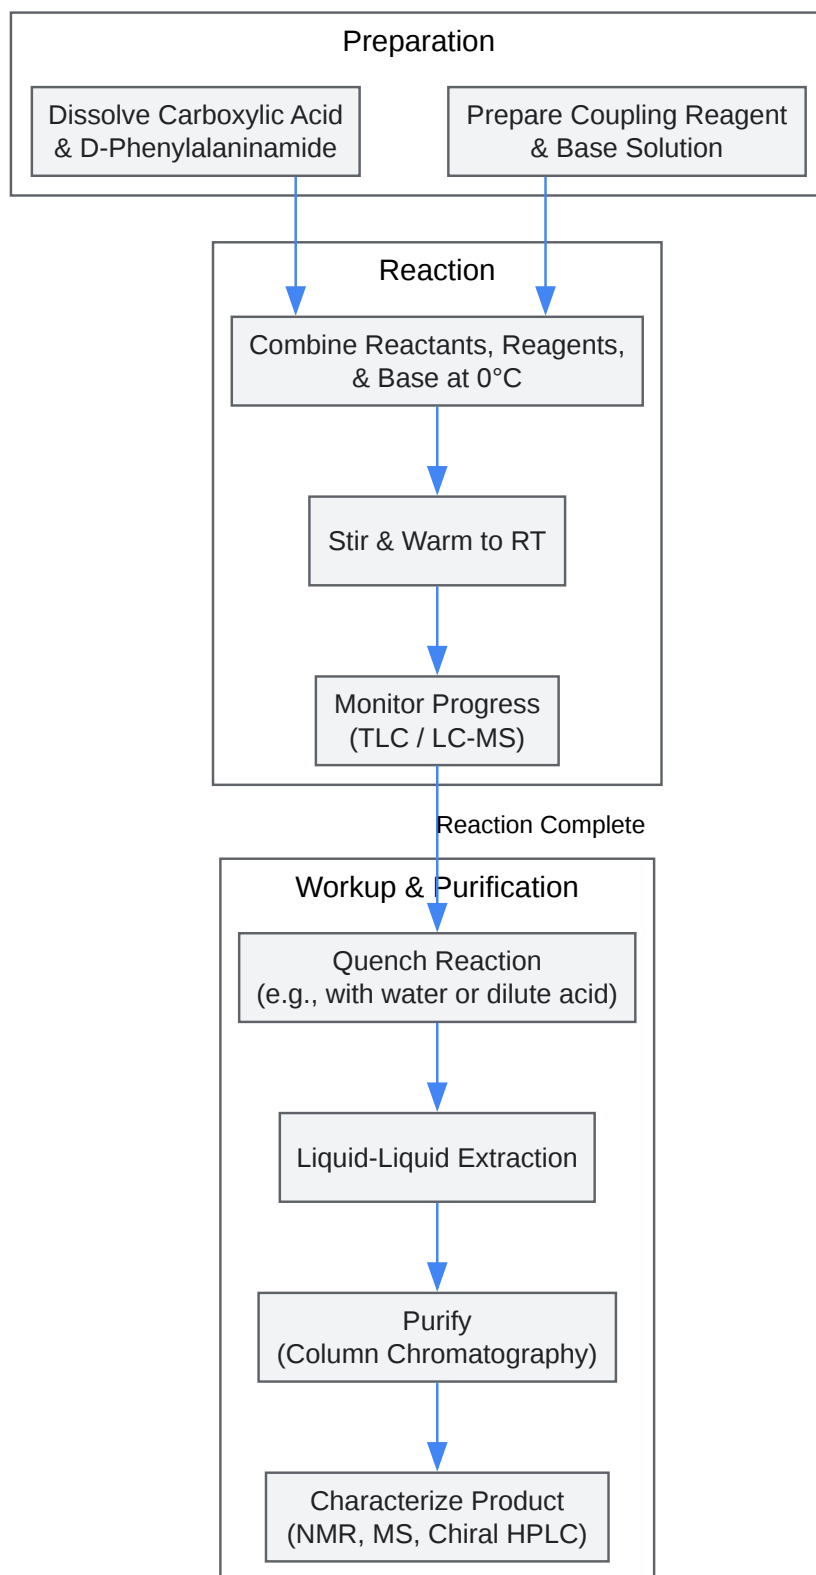 Preparation
Dissolve Carboxylic Acid
& D-Phenylalaninamide
Prepare Coupling Reagent
& Base Solution
Reaction
Combine Reactants, Reagents,
& Base at 0°C
Stir & Warm to RT
Monitor Progress
(TLC / LC-MS)
Reaction Complete
Workup & Purification
Quench Reaction
(e.g., with water or dilute acid)
Liquid-Liquid Extraction
Purify
(Column Chromatography)
Characterize Product
(NMR, MS, Chiral HPLC)